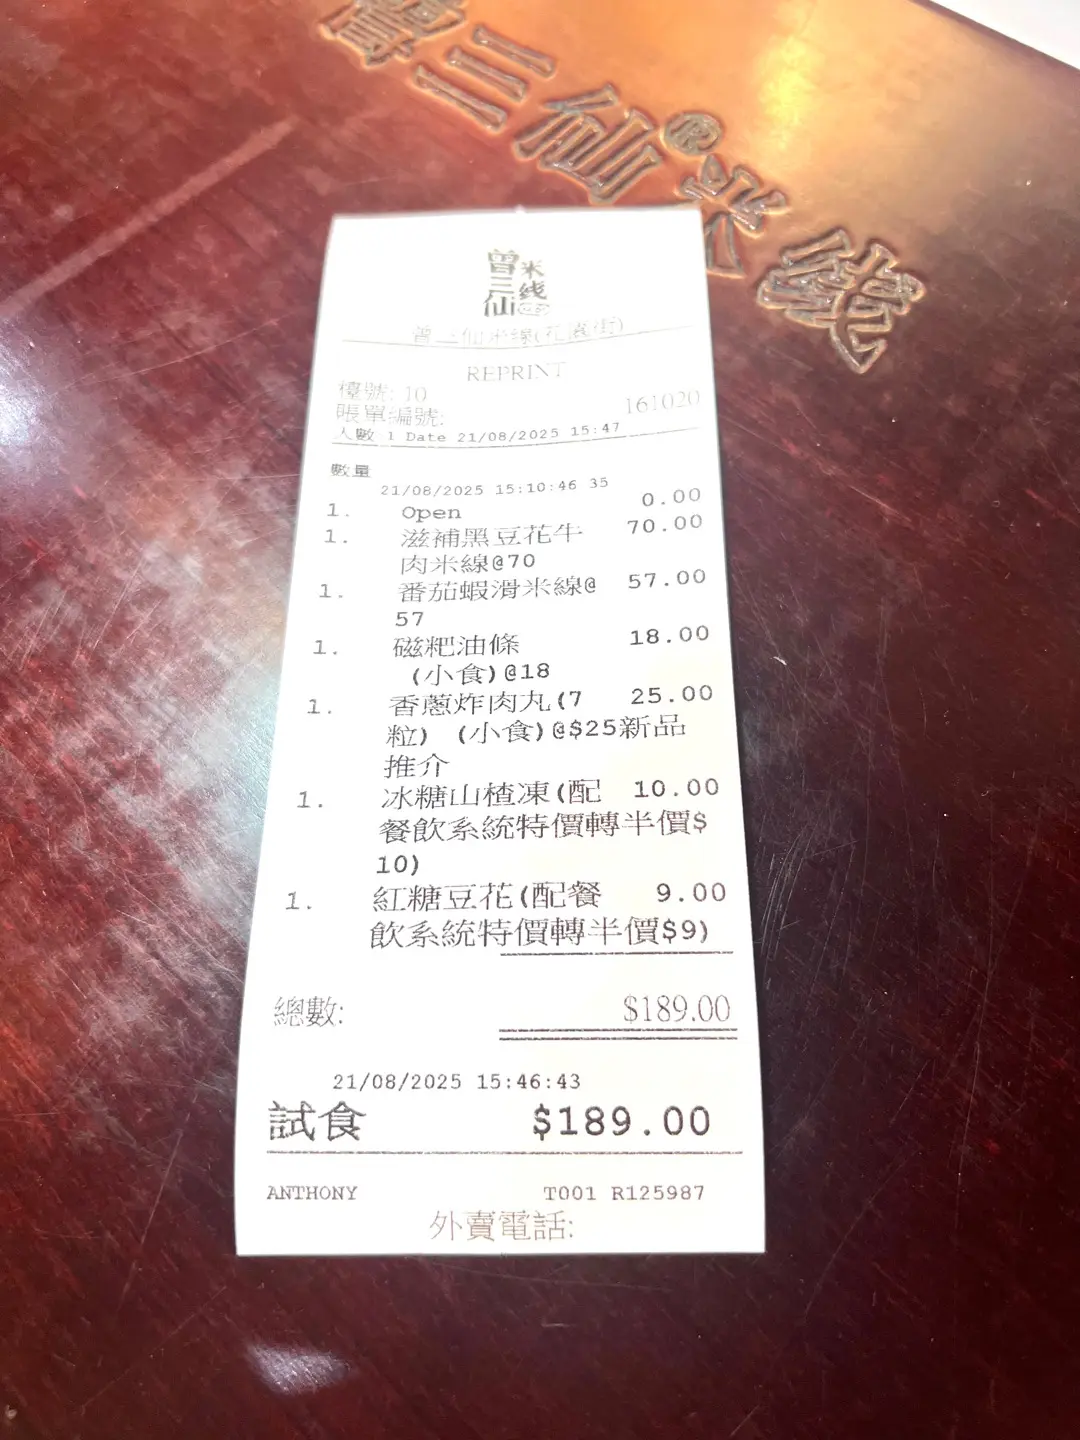 曾三仙®米线
曾三仙米线
曾三仙米線(花園街)
REPRINT
檯號: 10
賬單編號: 161020
人數 1 Date 21/08/2025 15:47
數量
21/08/2025 15:10:46 35
1. Open 0.00
1. 滋補黑豆花牛 70.00
肉米線@70
1. 番茄蝦滑米線@ 57.00
57
1. 磁粑油條 18.00
(小食)@18
1. 香蔥炸肉丸(7 25.00
粒) (小食)@$25新品
推介
1. 冰糖山楂凍(配 10.00
餐飲系統特價轉半價$
10)
1. 紅糖豆花(配餐 9.00
飲系統特價轉半價$9)
總數: $189.00
21/08/2025 15:46:43
試食 $189.00
ANTHONY T001 R125987
外賣電話: